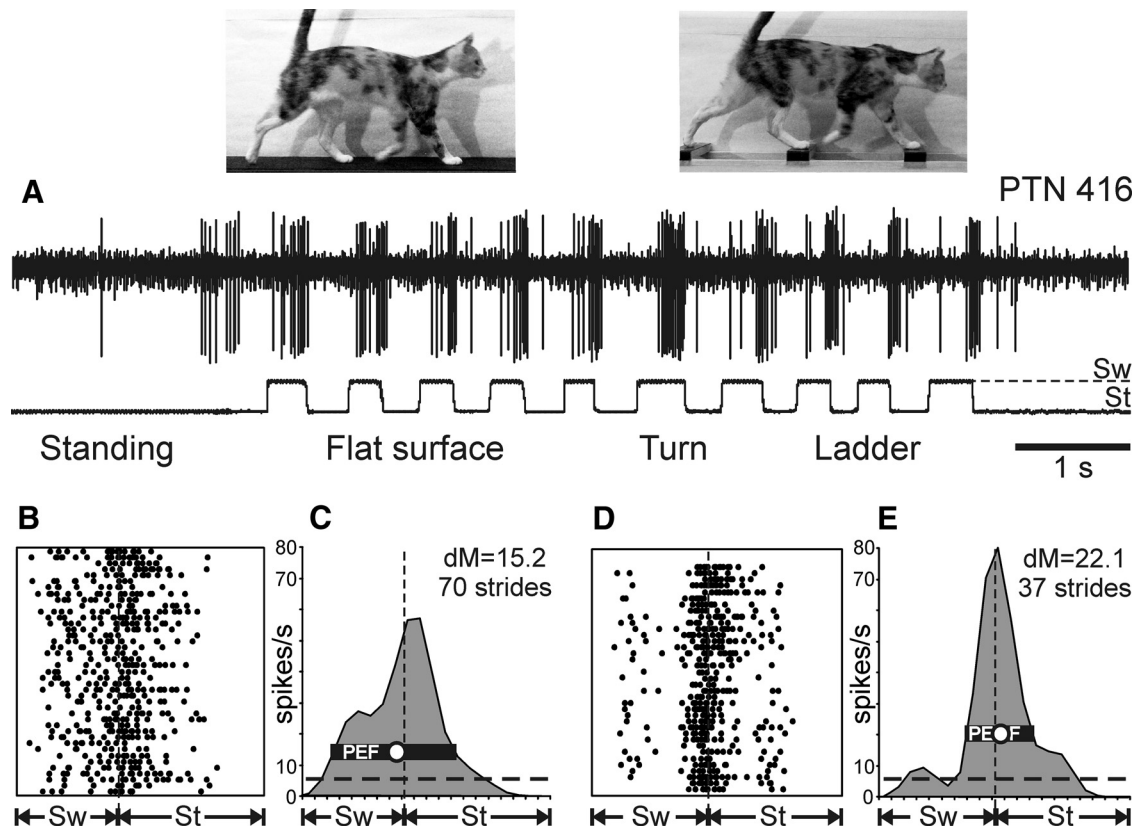 A
PTN 416
Sw
St
Standing
Flat surface
Turn
Ladder
1 s
B
C
D
E
80
70
10
0
spikes/s
dM=15.2
70 strides
PEF
Sw
St
Sw
St
80
70
10
0
spikes/s
dM=22.1
37 strides
PEF
Sw
St
Sw
St